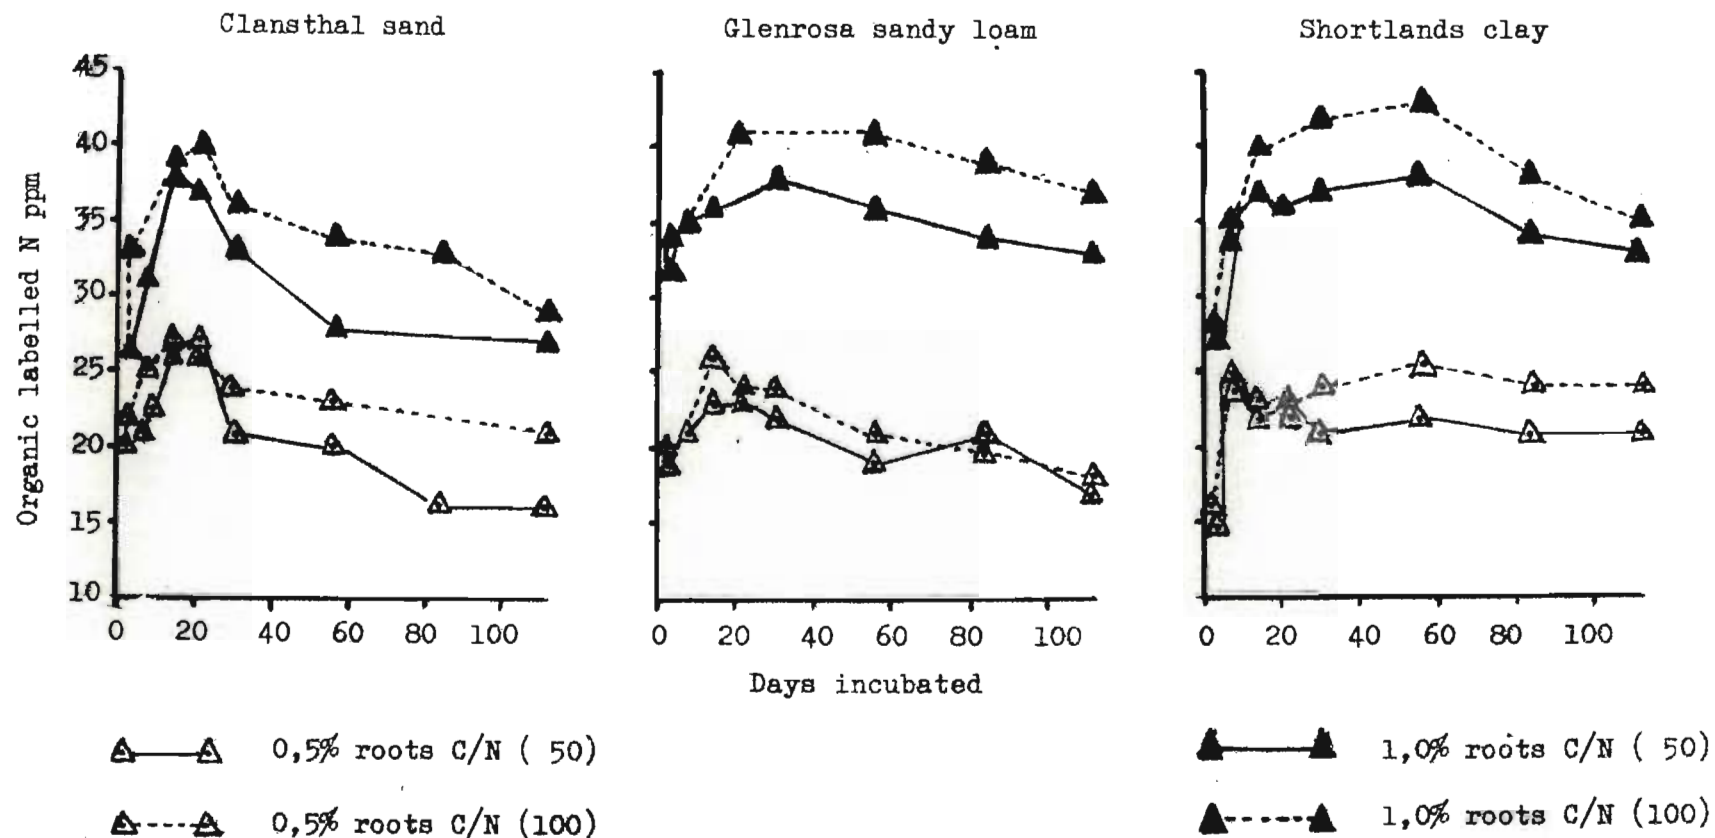 Clansthal sand
Glenrosa sandy loam
Shortlands clay
Organic labelled N ppm
45
40
35
30
25
20
15
10
0 20 40 60 80 100
0 20 40 60 80 100
0 20 40 60 80 100
Days incubated
0,5% roots C/N ( 50)
0,5% roots C/N (100)
1,0% roots C/N ( 50)
1,0% roots C/N (100)